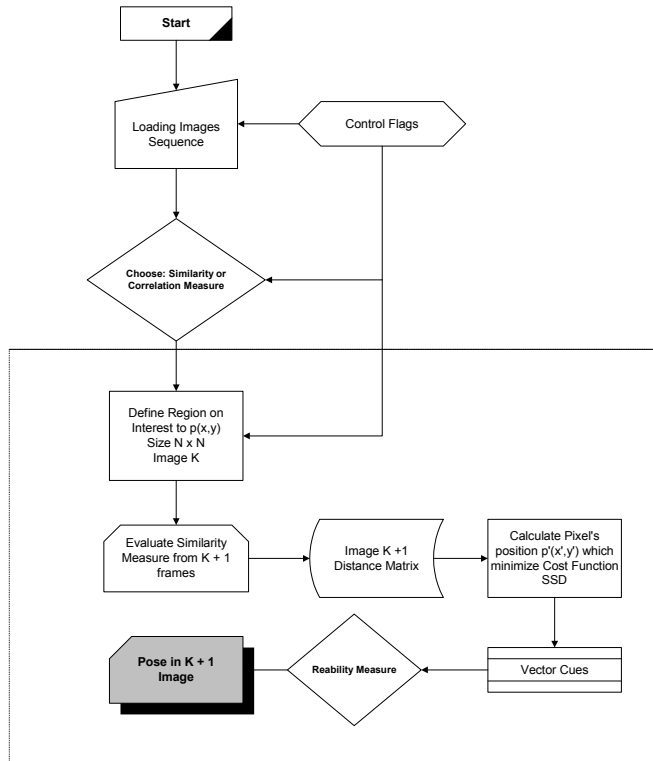 Start
Loading Images
Sequence
Control Flags
Choose: Similarity or
Correlation Measure
Define Region on
Interest to p(x,y)
Size N x N
Image K
Evaluate Similarity
Measure from K + 1
frames
Image K +1
Distance Matrix
Calculate Pixel's
position p'(x',y') which
minimize Cost Function
SSD
Pose in K + 1
Image
Reability Measure
Vector Cues